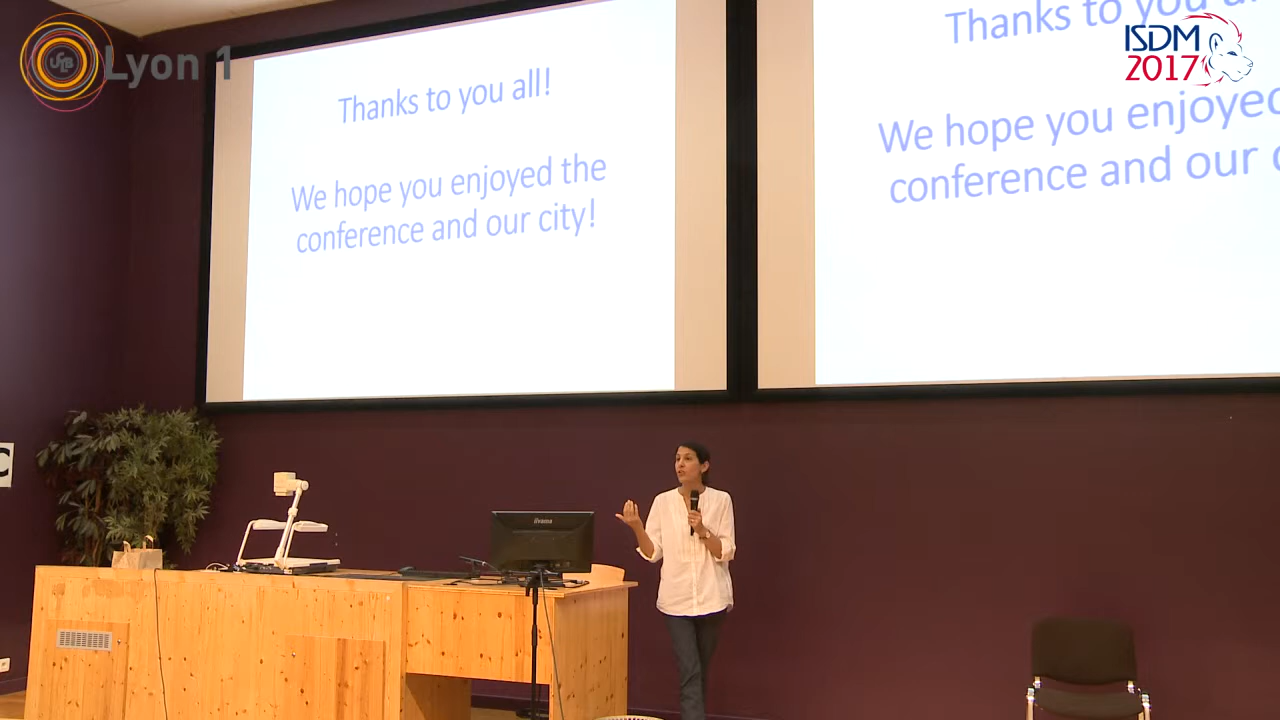 UCBL
Lyon 1
ISDM
2017
Thanks to you all!
We hope you enjoyed the
conference and our city!
Thanks to you
We hope you enjoyed
conference and our
iiyama
C